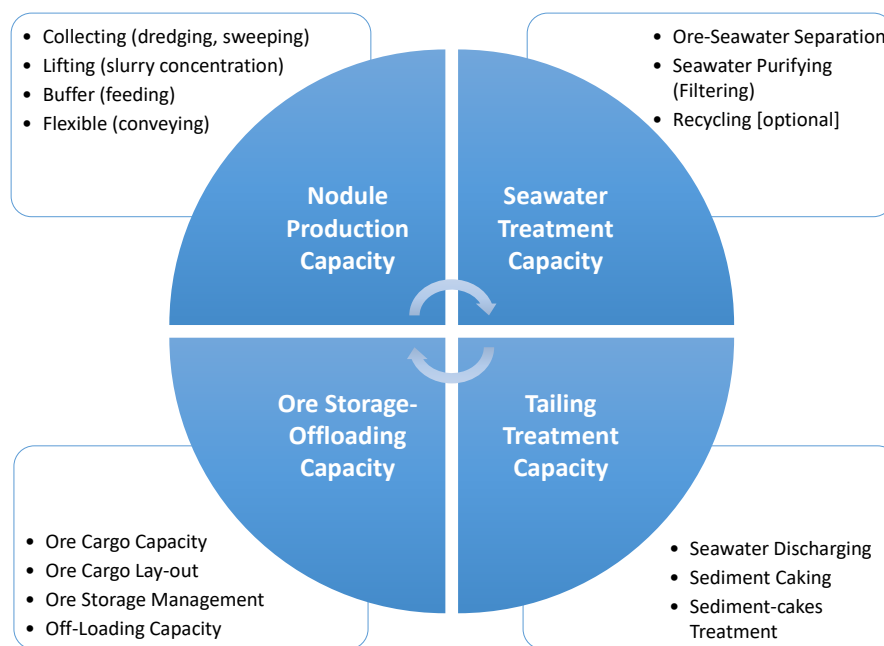 • Collecting (dredging, sweeping)
• Lifting (slurry concentration)
• Buffer (feeding)
• Flexible (conveying)
• Ore-Seawater Separation
• Seawater Purifying
(Filtering)
• Recycling [optional]
Nodule
Production
Capacity
Seawater
Treatment
Capacity
Ore Storage-
Offloading
Capacity
Tailing
Treatment
Capacity
• Ore Cargo Capacity
• Ore Cargo Lay-out
• Ore Storage Management
• Off-Loading Capacity
• Seawater Discharging
• Sediment Caking
• Sediment-cakes
Treatment